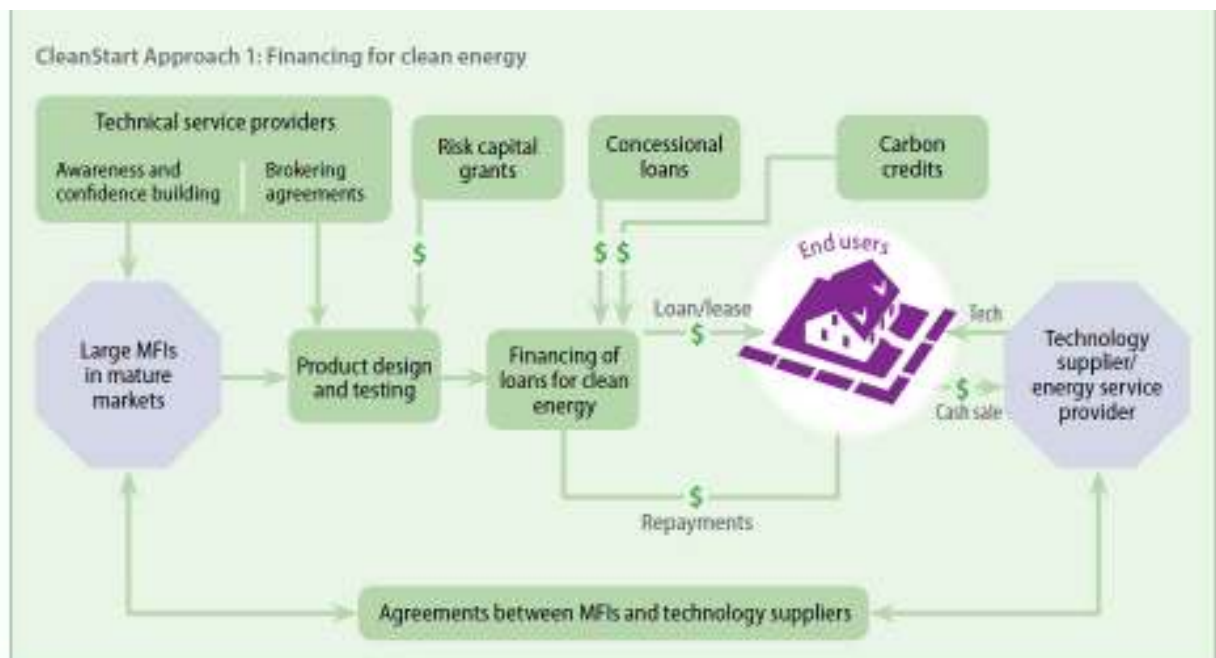 CleanStart Approach 1: Financing for clean energy
Technical service providers
Awareness and
confidence building
Brokering
agreements
Risk capital
grants
Concessional
loans
Carbon
credits
$
$ $
End users
Large MFIs
in mature
markets
Product design
and testing
Financing of
loans for clean
energy
Loan/lease
$
Tech
$
Cash sale
Technology
supplier/
energy service
provider
$
Repayments
Agreements between MFIs and technology suppliers